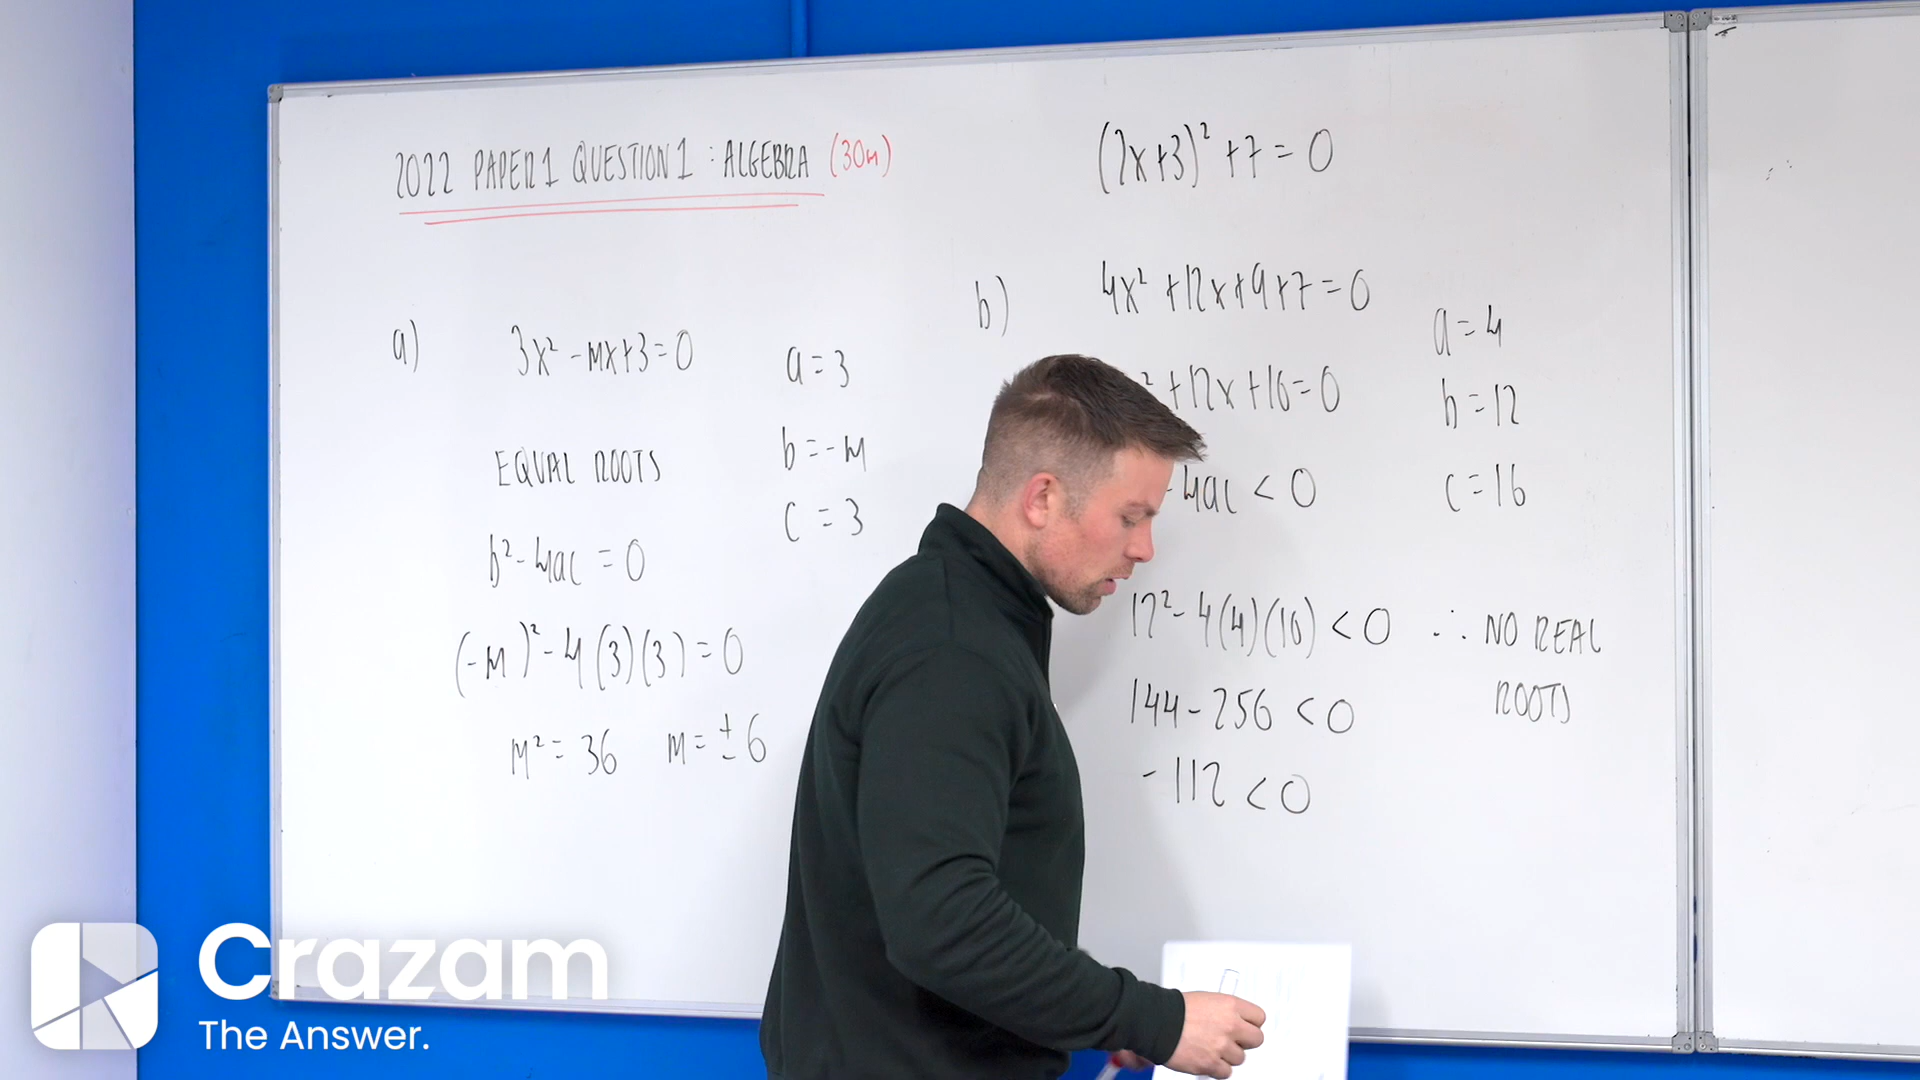 2022 PAPER 1 QUESTION 1 : ALGEBRA (30m)
a)
3x² - mx + 3 = 0
a = 3
b = -m
c = 3
EQUAL ROOTS
b² - 4ac = 0
(-m)² - 4(3)(3) = 0
m² = 36 m = ± 6
(2x+3)² + 7 = 0
b)
4x² + 12x + 9 + 7 = 0
² + 12x + 16 = 0
a = 4
b = 12
c = 16
- 4ac < 0
12² - 4(4)(16) < 0 ∴ NO REAL
ROOTS
144 - 256 < 0
-112 < 0
Crazam
The Answer.